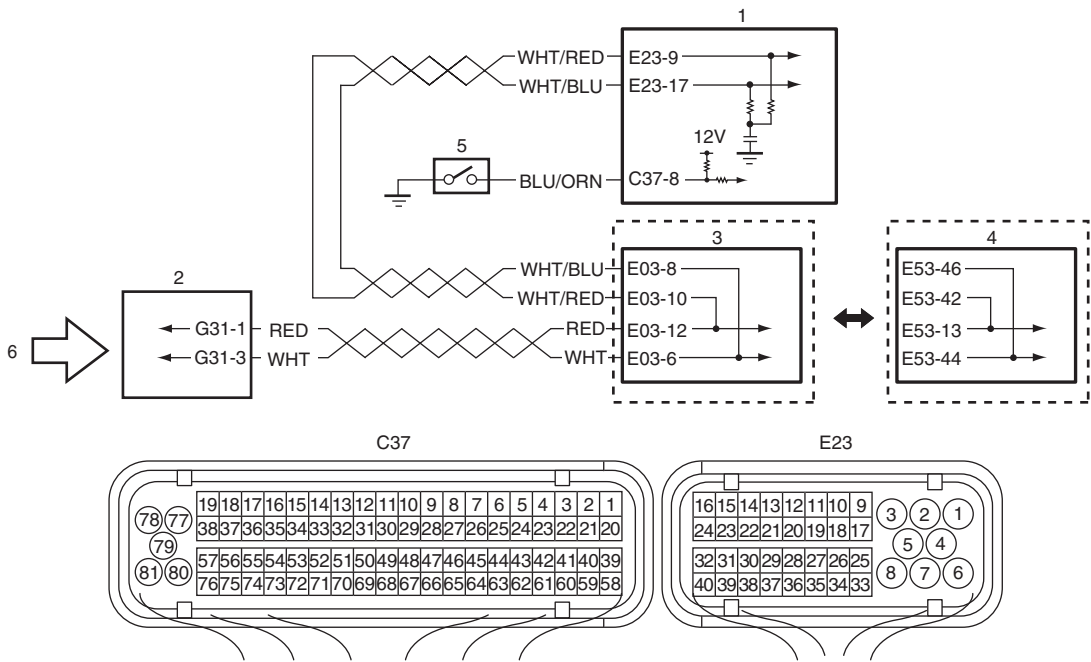 1
WHT/RED E23-9
WHT/BLU E23-17
12V
5
BLU/ORN C37-8
3
4
WHT/BLU E03-8
E53-46
2
WHT/RED E03-10
E53-42
G31-1 RED
RED E03-12
E53-13
6
G31-3 WHT
WHT E03-6
E53-44
C37
E23
19 18 17 16 15 14 13 12 11 10 9 8 7 6 5 4 3 2 1
38 37 36 35 34 33 32 31 30 29 28 27 26 25 24 23 22 21 20
57 56 55 54 53 52 51 50 49 48 47 46 45 44 43 42 41 40 39
76 75 74 73 72 71 70 69 68 67 66 65 64 63 62 61 60 59 58
78 77
79
81 80
16 15 14 13 12 11 10 9
24 23 22 21 20 19 18 17
32 31 30 29 28 27 26 25
40 39 38 37 36 35 34 33
3 2 1
5 4
8 7 6